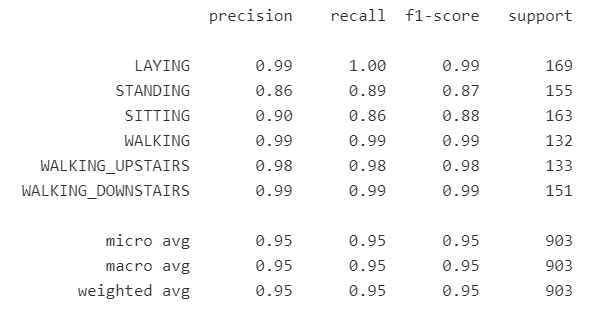 precision recall f1-score support
LAYING 0.99 1.00 0.99 169
STANDING 0.86 0.89 0.87 155
SITTING 0.90 0.86 0.88 163
WALKING 0.99 0.99 0.99 132
WALKING_UPSTAIRS 0.98 0.98 0.98 133
WALKING_DOWNSTAIRS 0.99 0.99 0.99 151
micro avg 0.95 0.95 0.95 903
macro avg 0.95 0.95 0.95 903
weighted avg 0.95 0.95 0.95 903